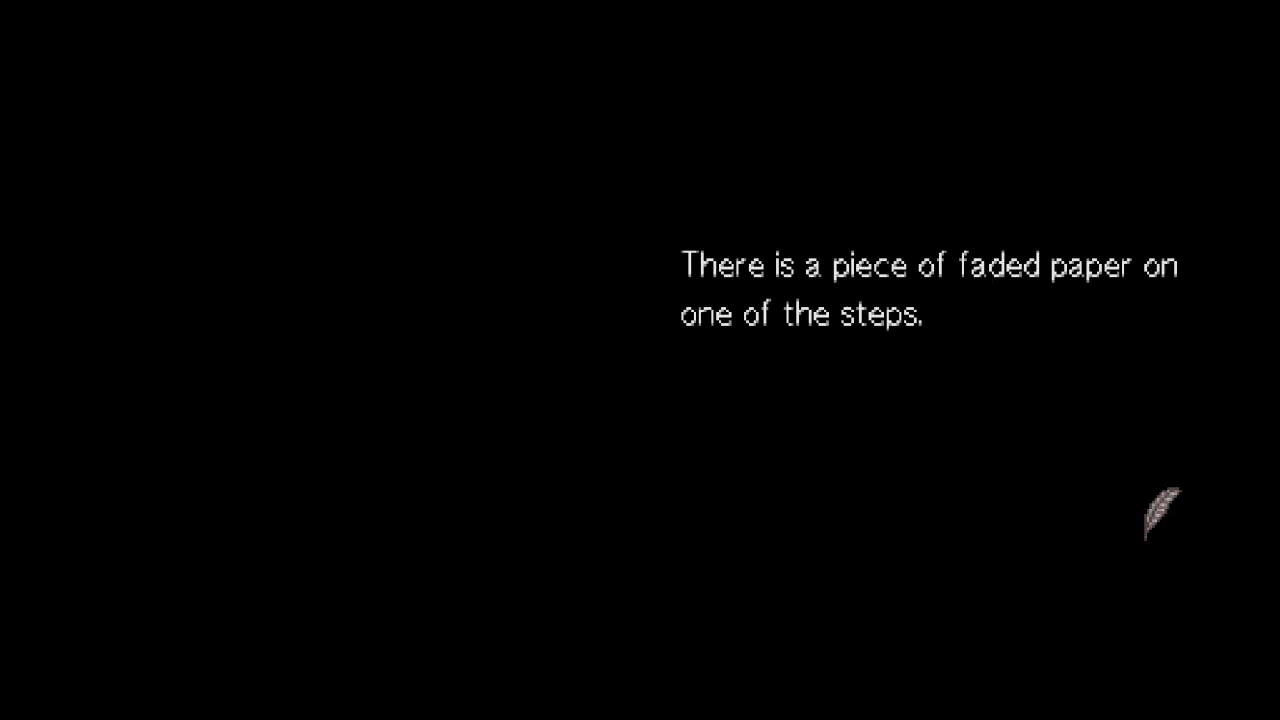 There is a piece of faded paper on
one of the steps.